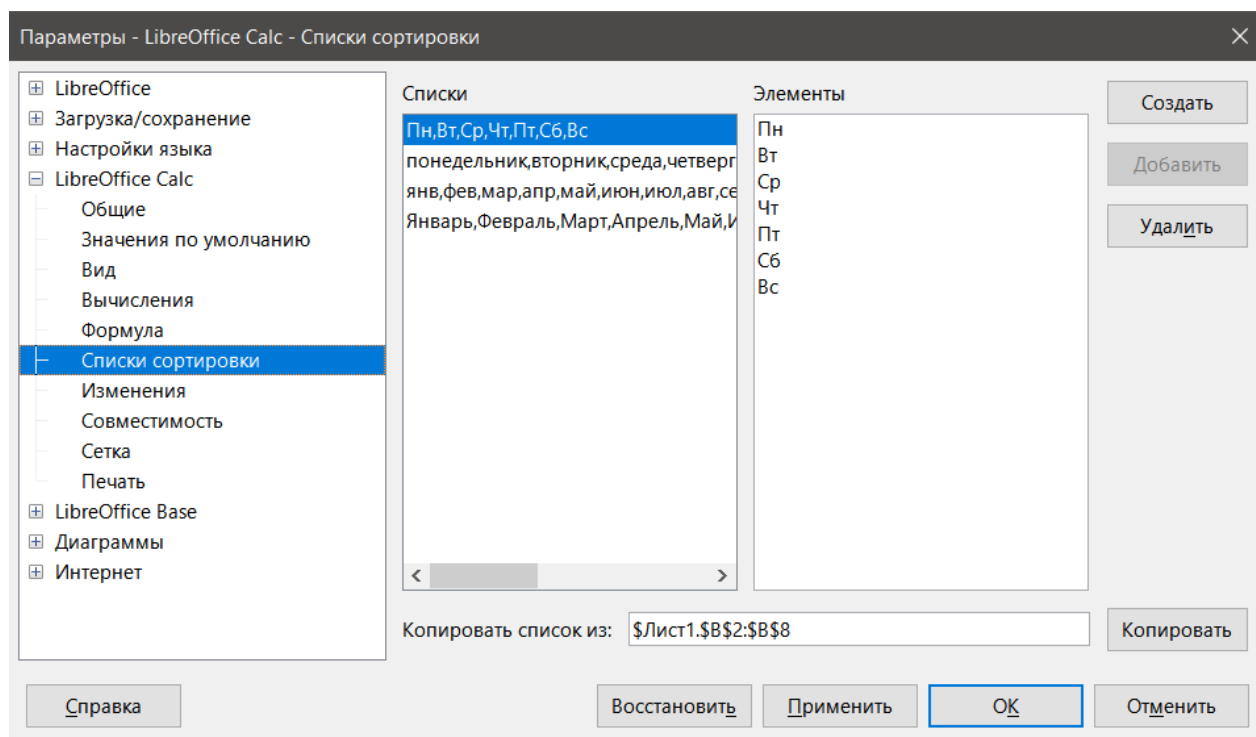 Параметры - LibreOffice Calc - Списки сортировки
LibreOffice
Загрузка/сохранение
Настройки языка
LibreOffice Calc
Общие
Значения по умолчанию
Вид
Вычисления
Формула
Списки сортировки
Изменения
Совместимость
Сетка
Печать
LibreOffice Base
Диаграммы
Интернет
Списки
Пн,Вт,Ср,Чт,Пт,Сб,Вс
понедельник,вторник,среда,четверг
янв,фев,мар,апр,май,июн,июл,авг,се
Январь,Февраль,Март,Апрель,Май,И
Элементы
Пн
Вт
Ср
Чт
Пт
Сб
Вс
Создать
Добавить
Удалить
Копировать список из: $Лист1.$B$2:$B$8
Копировать
Справка
Восстановить
Применить
OK
Отменить